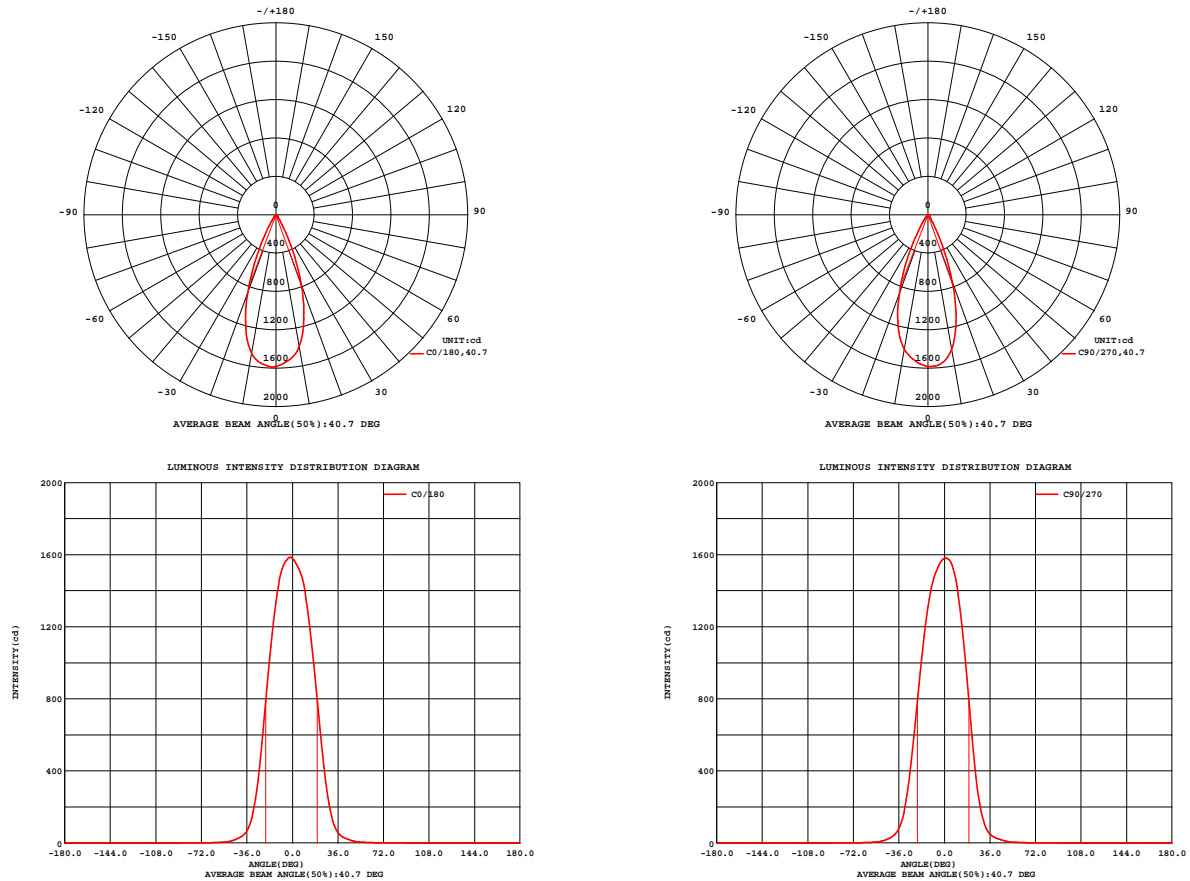 -/+180
-150 150
-120 120
-90 0 90
400
800
-60 1200 60
UNIT:cd
1600 C0/180,40.7
-30 30
2000
0
AVERAGE BEAM ANGLE(50%):40.7 DEG
-/+180
-150 150
-120 120
-90 0 90
400
800
-60 1200 60
UNIT:cd
1600 C90/270,40.7
-30 30
2000
0
AVERAGE BEAM ANGLE(50%):40.7 DEG
LUMINOUS INTENSITY DISTRIBUTION DIAGRAM
2000
C0/180
1600
1200
INTENSITY(cd)
800
400
0
-180.0 -144.0 -108.0 -72.0 -36.0 0.0 36.0 72.0 108.0 144.0 180.0
ANGLE(DEG)
AVERAGE BEAM ANGLE(50%):40.7 DEG
LUMINOUS INTENSITY DISTRIBUTION DIAGRAM
2000
C90/270
1600
1200
INTENSITY(cd)
800
400
0
-180.0 -144.0 -108.0 -72.0 -36.0 0.0 36.0 72.0 108.0 144.0 180.0
ANGLE(DEG)
AVERAGE BEAM ANGLE(50%):40.7 DEG